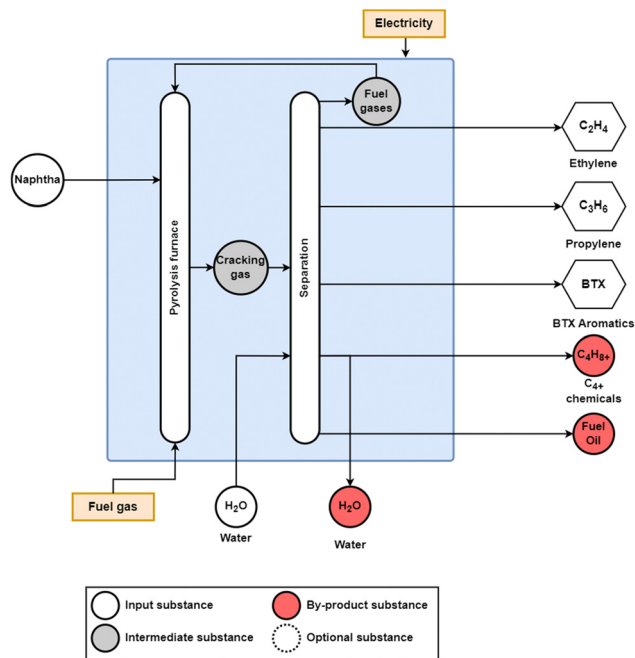 Electricity
Fuel
gases
C₂H₄
Ethylene
Naphtha
C₃H₆
Propylene
Pyrolysis furnace
Cracking
gas
Separation
BTX
BTX Aromatics
C₄H₈₊
C₄₊
chemicals
Fuel
Oil
Fuel gas
H₂O
Water
H₂O
Water
Input substance
By-product substance
Intermediate substance
Optional substance